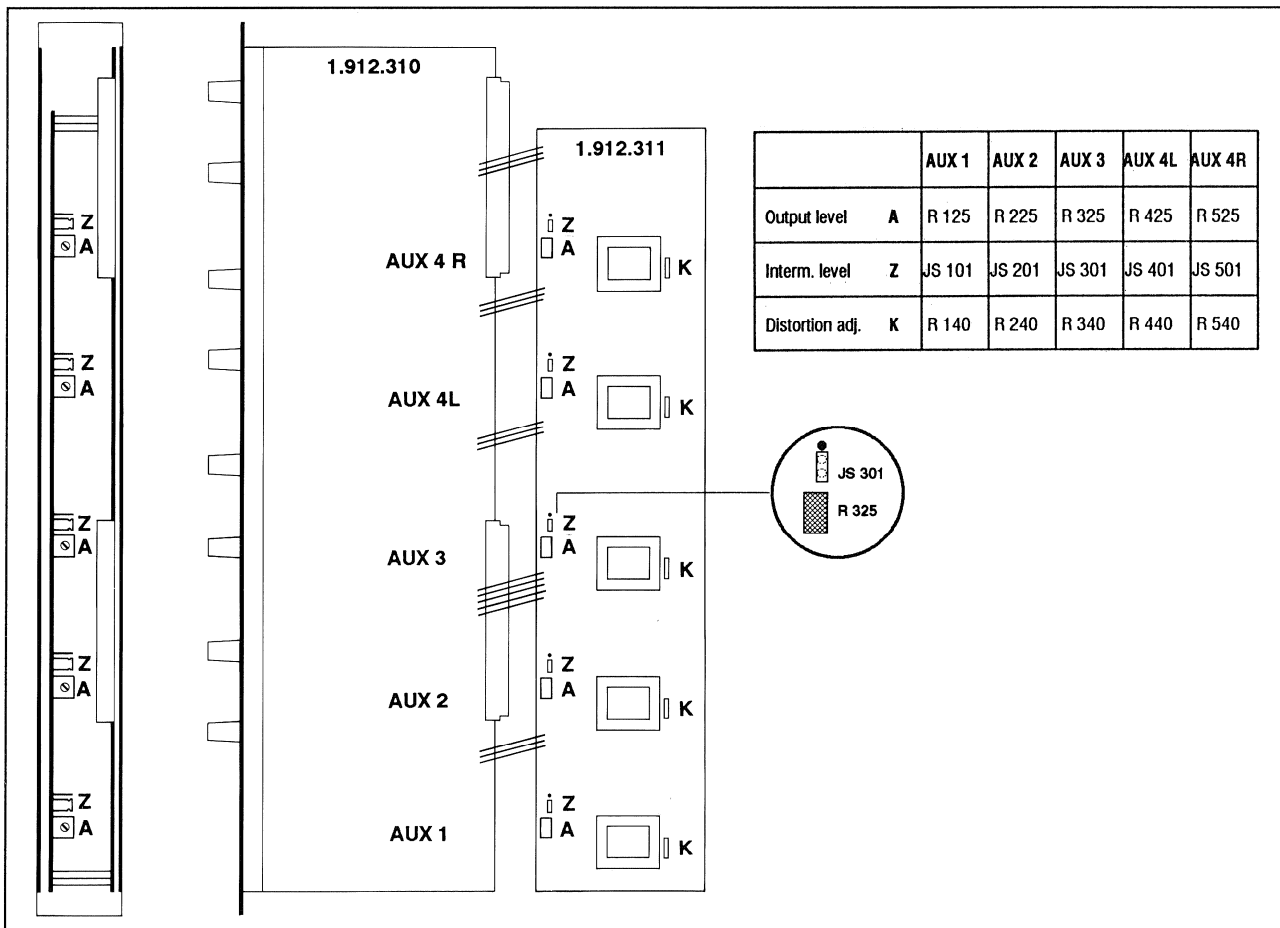 1.912.310
1.912.311
AUX 1 AUX 2 AUX 3 AUX 4L AUX 4R
Output level A R 125 R 225 R 325 R 425 R 525
Interm. level Z JS 101 JS 201 JS 301 JS 401 JS 501
Distortion adj. K R 140 R 240 R 340 R 440 R 540
Z
A
AUX 4 R
Z
A
K
Z
A
AUX 4L
Z
A
K
JS 301
R 325
Z
A
AUX 3
Z
A
K
Z
A
AUX 2
Z
A
K
Z
A
AUX 1
Z
A
K